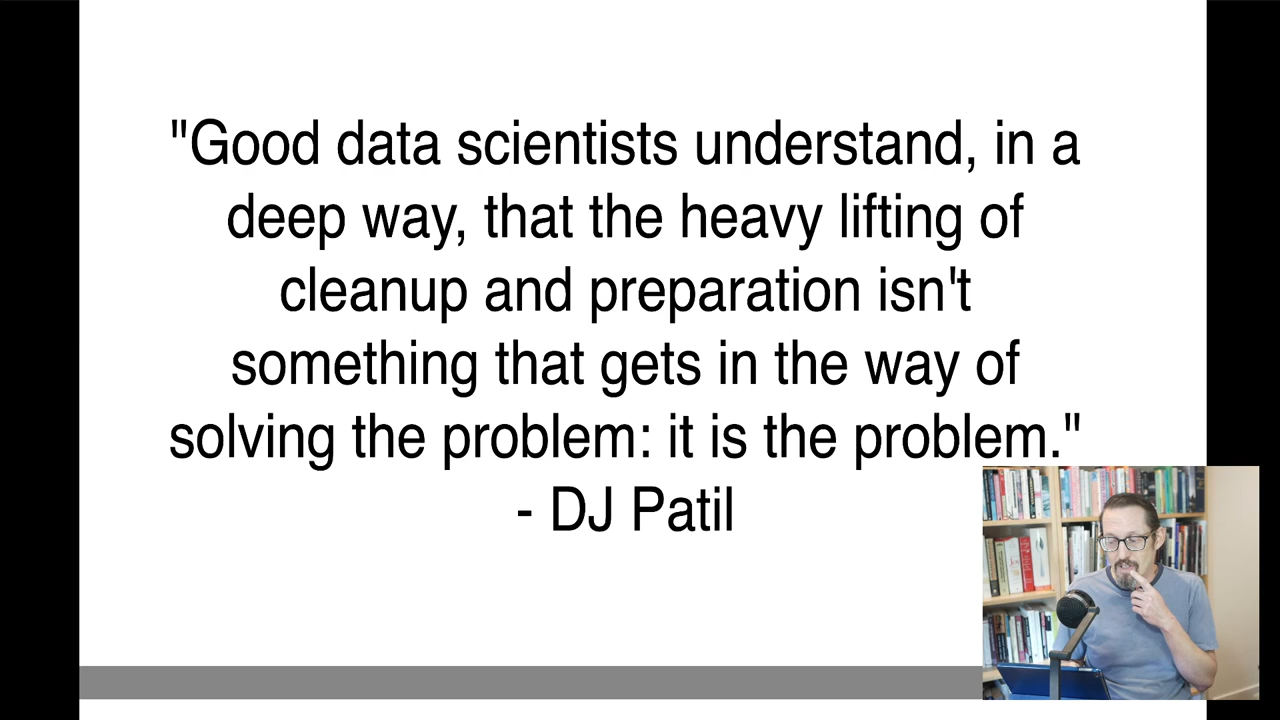 "Good data scientists understand, in a
deep way, that the heavy lifting of
cleanup and preparation isn't
something that gets in the way of
solving the problem: it is the problem."
- DJ Patil